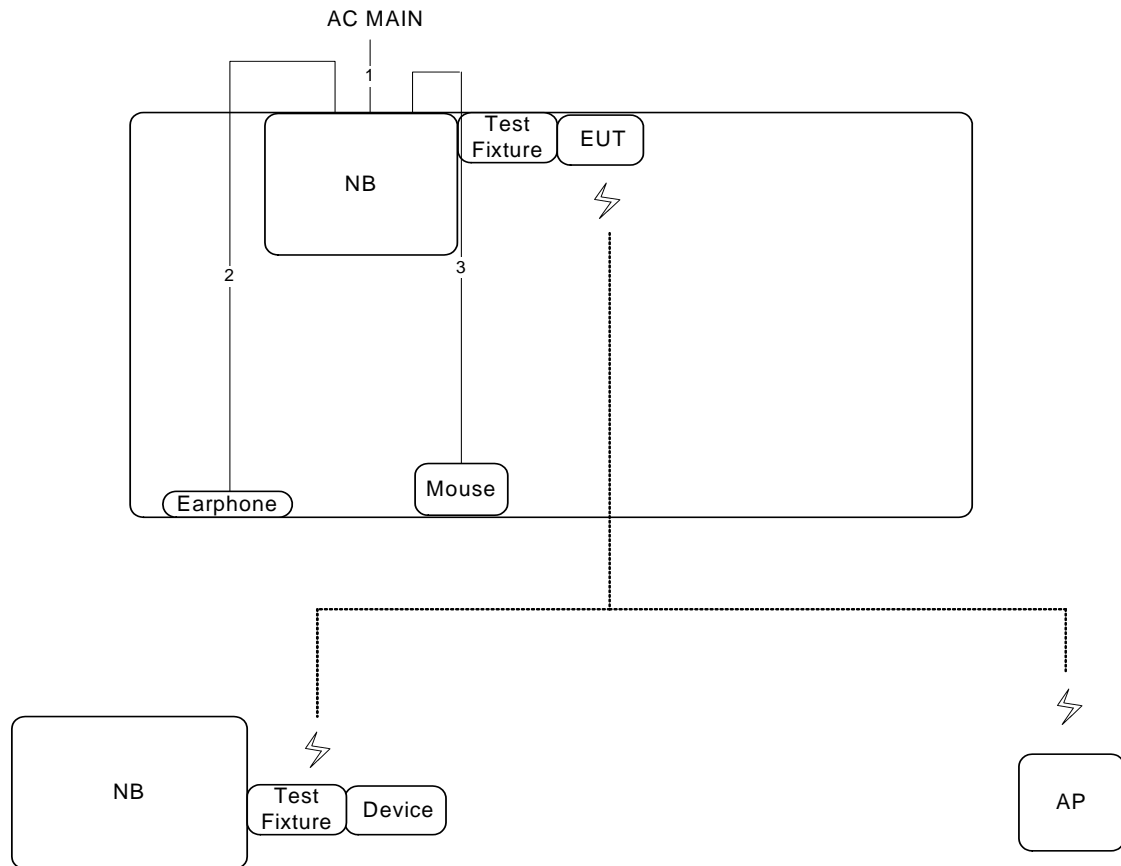 AC MAIN
1
Test
Fixture
EUT
NB
2
3
Mouse
Earphone
NB
Test
Fixture
Device
AP